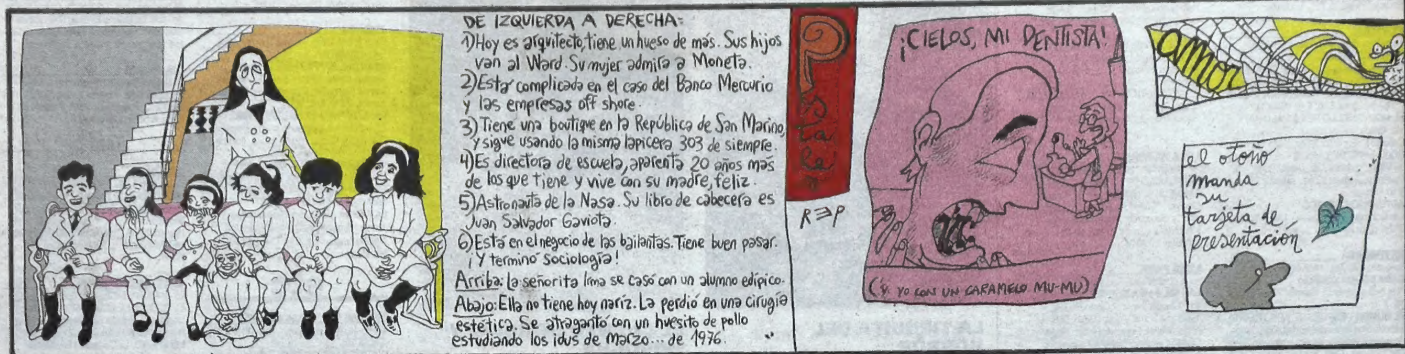 DE IZQUIERDA A DERECHA:
1) Hoy es arquitecto, tiene un hueso de más. Sus hijos
van al Ward. Su mujer admira a Moneta.
2) Está complicada en el caso del Banco Mercurio
y las empresas off shore.
3) Tiene una boutique en la República de San Marino,
y sigue usando la misma lapicera 303 de siempre.
4) Es directora de escuela, aparenta 20 años más
de los que tiene y vive con su madre, feliz.
5) Astronauta de la Nasa. Su libro de cabecera es
Juan Salvador Gaviota.
6) Está en el negocio de las bailantas. Tiene buen pasar.
¡Y terminó Sociología!
Arriba: la señorita Irma se casó con un alumno edípico.
Abajo: Ella no tiene hoy nariz. La perdió en una cirugía
estética. Se atragantó con un huesito de pollo
estudiando los idus de Marzo... de 1976.
Postales
REP
¡CIELOS, MI DENTISTA!
(Y YO CON UN CARAMELO MU-MU)
amor
el otoño
manda
su
tarjeta de
presentación